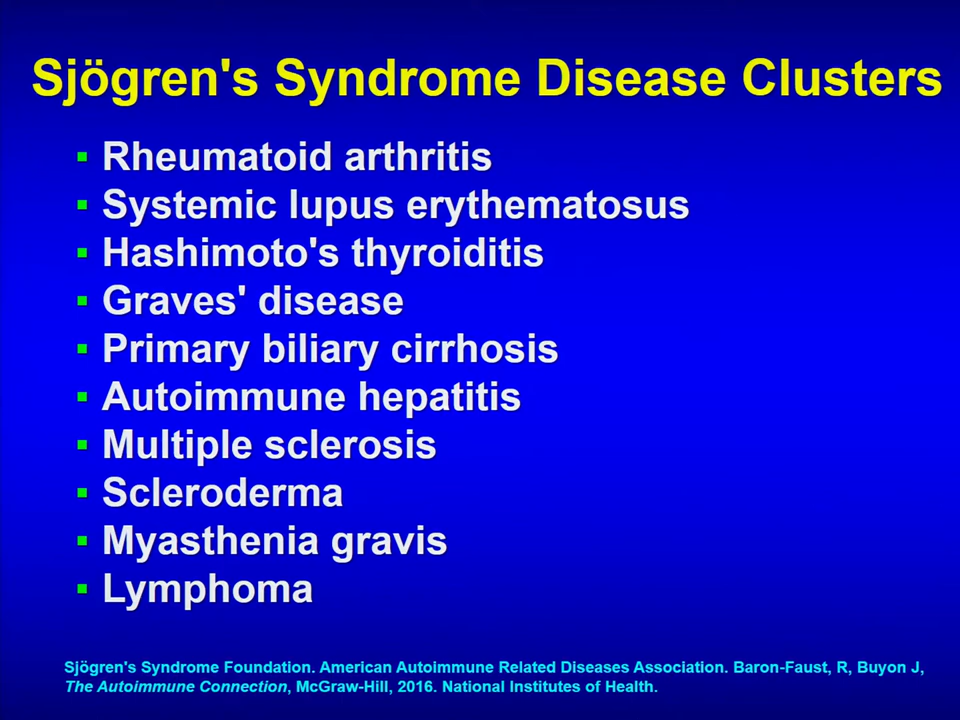 Sjögren's Syndrome Disease Clusters
▪ Rheumatoid arthritis
▪ Systemic lupus erythematosus
▪ Hashimoto's thyroiditis
▪ Graves' disease
▪ Primary biliary cirrhosis
▪ Autoimmune hepatitis
▪ Multiple sclerosis
▪ Scleroderma
▪ Myasthenia gravis
▪ Lymphoma
Sjögren's Syndrome Foundation. American Autoimmune Related Diseases Association. Baron-Faust, R, Buyon J,
The Autoimmune Connection, McGraw-Hill, 2016. National Institutes of Health.